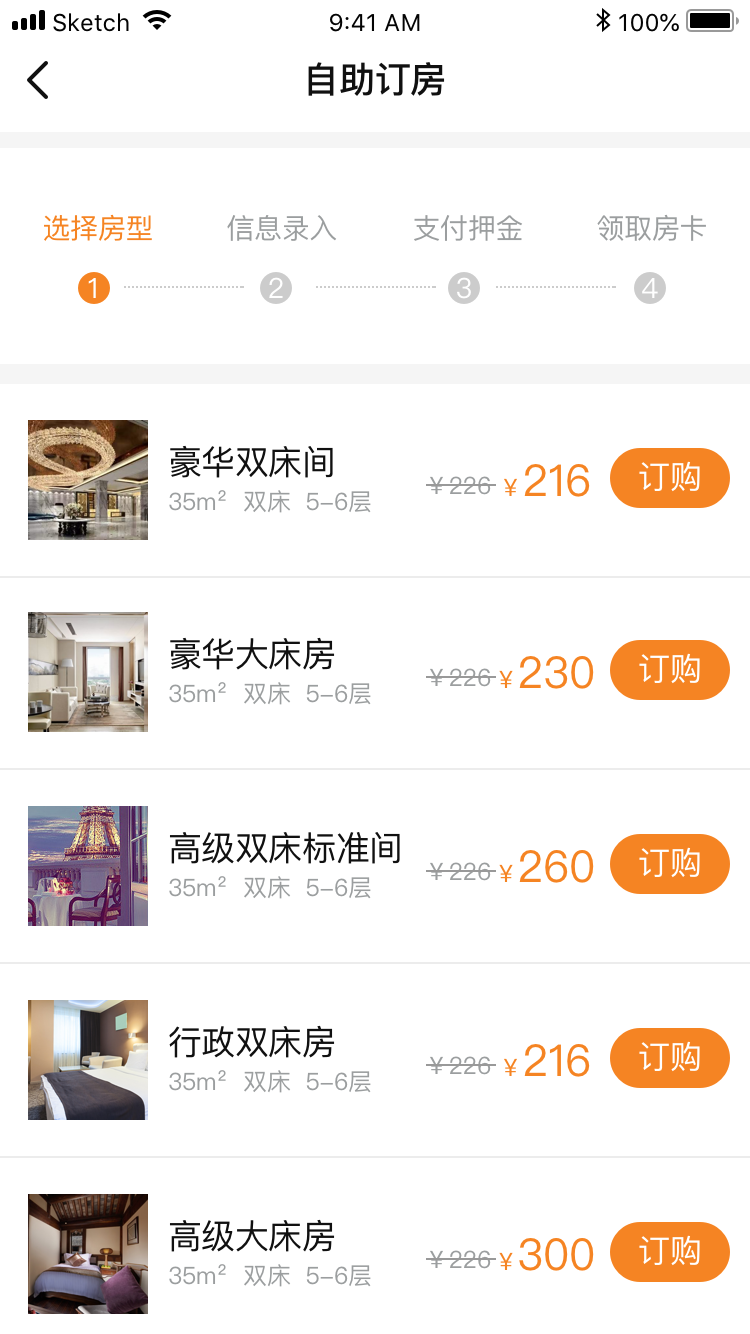 Sketch 9:41 AM 100%
自助订房
选择房型 信息录入 支付押金 领取房卡
1 2 3 4
豪华双床间
35m² 双床 5-6层
¥226 ¥216 订购
豪华大床房
35m² 双床 5-6层
¥226 ¥230 订购
高级双床标准间
35m² 双床 5-6层
¥226 ¥260 订购
行政双床房
35m² 双床 5-6层
¥226 ¥216 订购
高级大床房
35m² 双床 5-6层
¥226 ¥300 订购